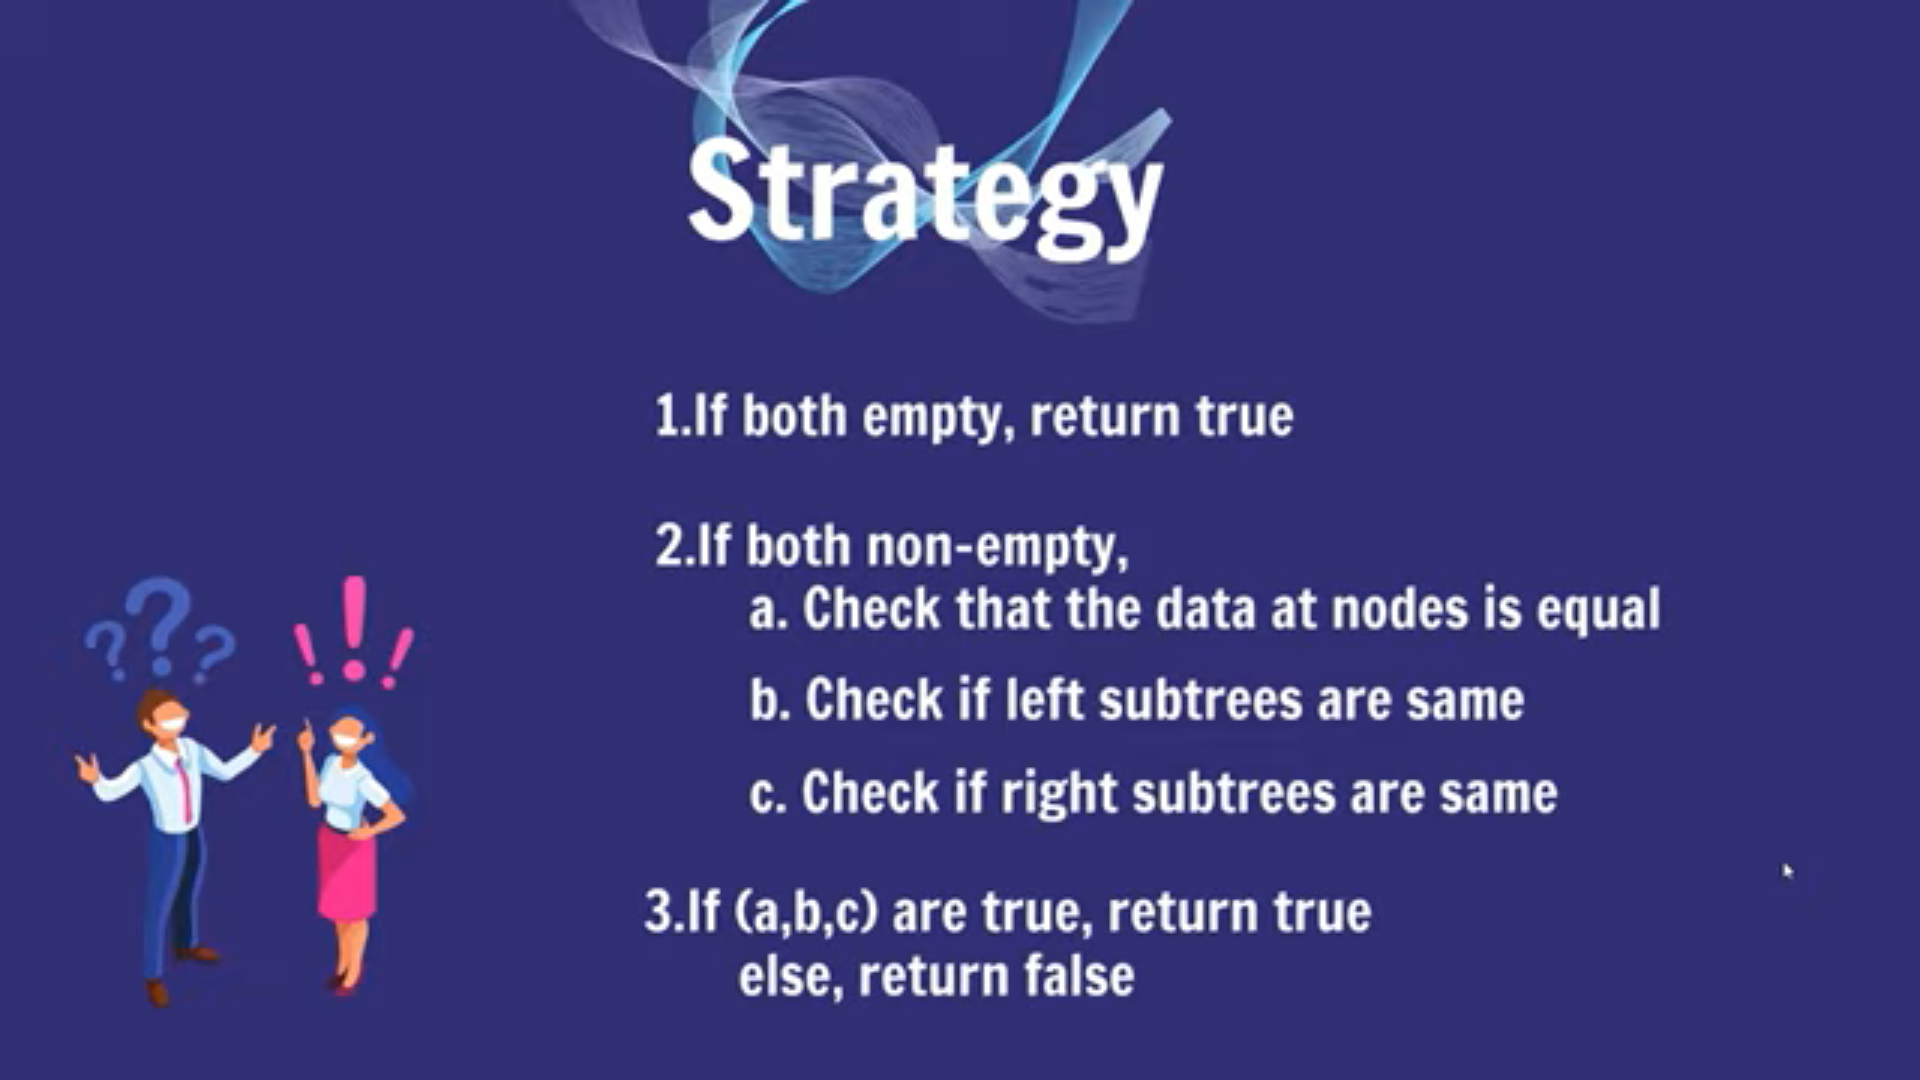 Strategy
1.If both empty, return true
2.If both non-empty,
a. Check that the data at nodes is equal
b. Check if left subtrees are same
c. Check if right subtrees are same
3.If (a,b,c) are true, return true
else, return false